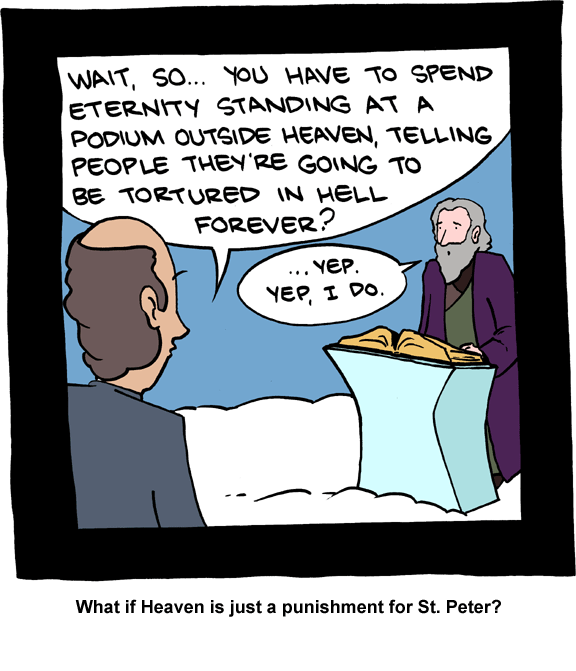 WAIT, SO... YOU HAVE TO SPEND
ETERNITY STANDING AT A
PODIUM OUTSIDE HEAVEN, TELLING
PEOPLE THEY'RE GOING TO
BE TORTURED IN HELL
FOREVER?
...YEP.
YEP, I DO.
What if Heaven is just a punishment for St. Peter?